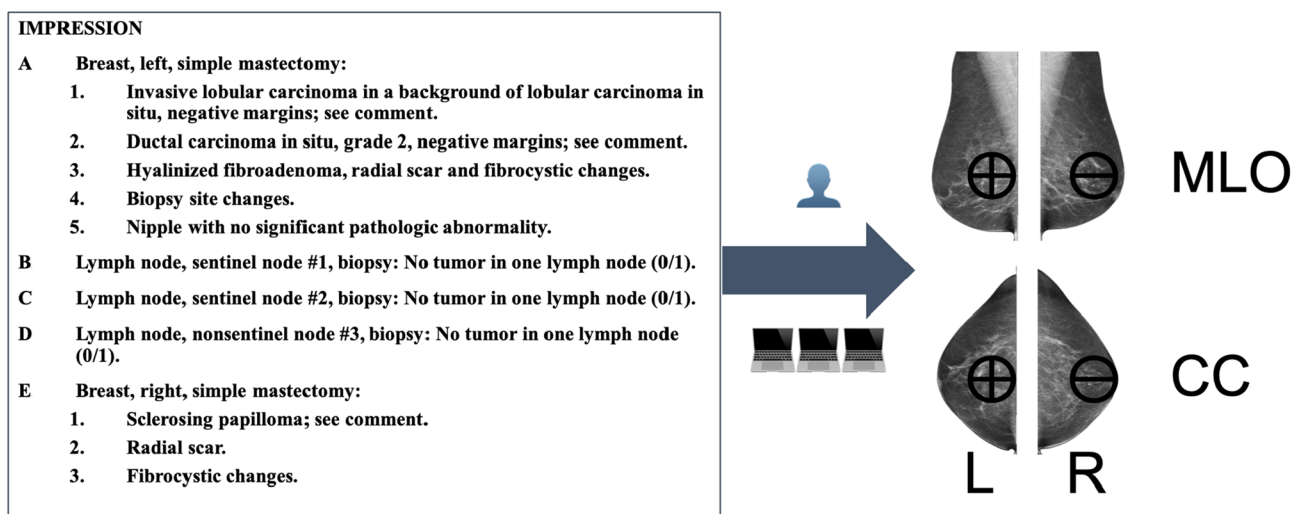 IMPRESSION
A Breast, left, simple mastectomy:
1. Invasive lobular carcinoma in a background of lobular carcinoma in
situ, negative margins; see comment.
2. Ductal carcinoma in situ, grade 2, negative margins; see comment.
3. Hyalinized fibroadenoma, radial scar and fibrocystic changes.
4. Biopsy site changes.
5. Nipple with no significant pathologic abnormality.
B Lymph node, sentinel node #1, biopsy: No tumor in one lymph node (0/1).
C Lymph node, sentinel node #2, biopsy: No tumor in one lymph node (0/1).
D Lymph node, nonsentinel node #3, biopsy: No tumor in one lymph node
(0/1).
E Breast, right, simple mastectomy:
1. Sclerosing papilloma; see comment.
2. Radial scar.
3. Fibrocystic changes.
MLO
CC
L R